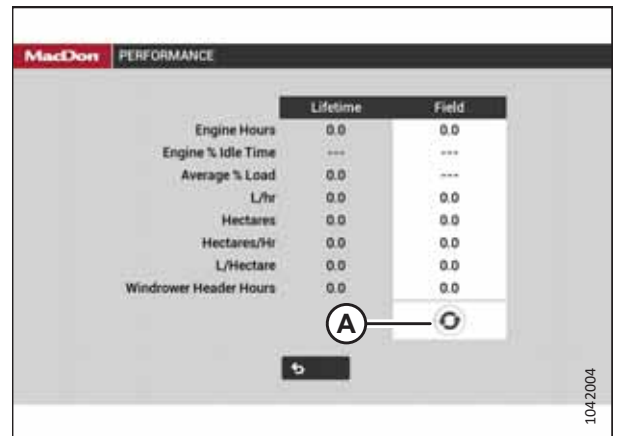 MacDon PERFORMANCE
Lifetime Field
Engine Hours 0.0 0.0
Engine % Idle Time --- ---
Average % Load 0.0 ---
L/hr 0.0 0.0
Hectares 0.0 0.0
Hectares/Hr 0.0 0.0
L/Hectare 0.0 0.0
Windrower Header Hours 0.0 0.0
A
1042004